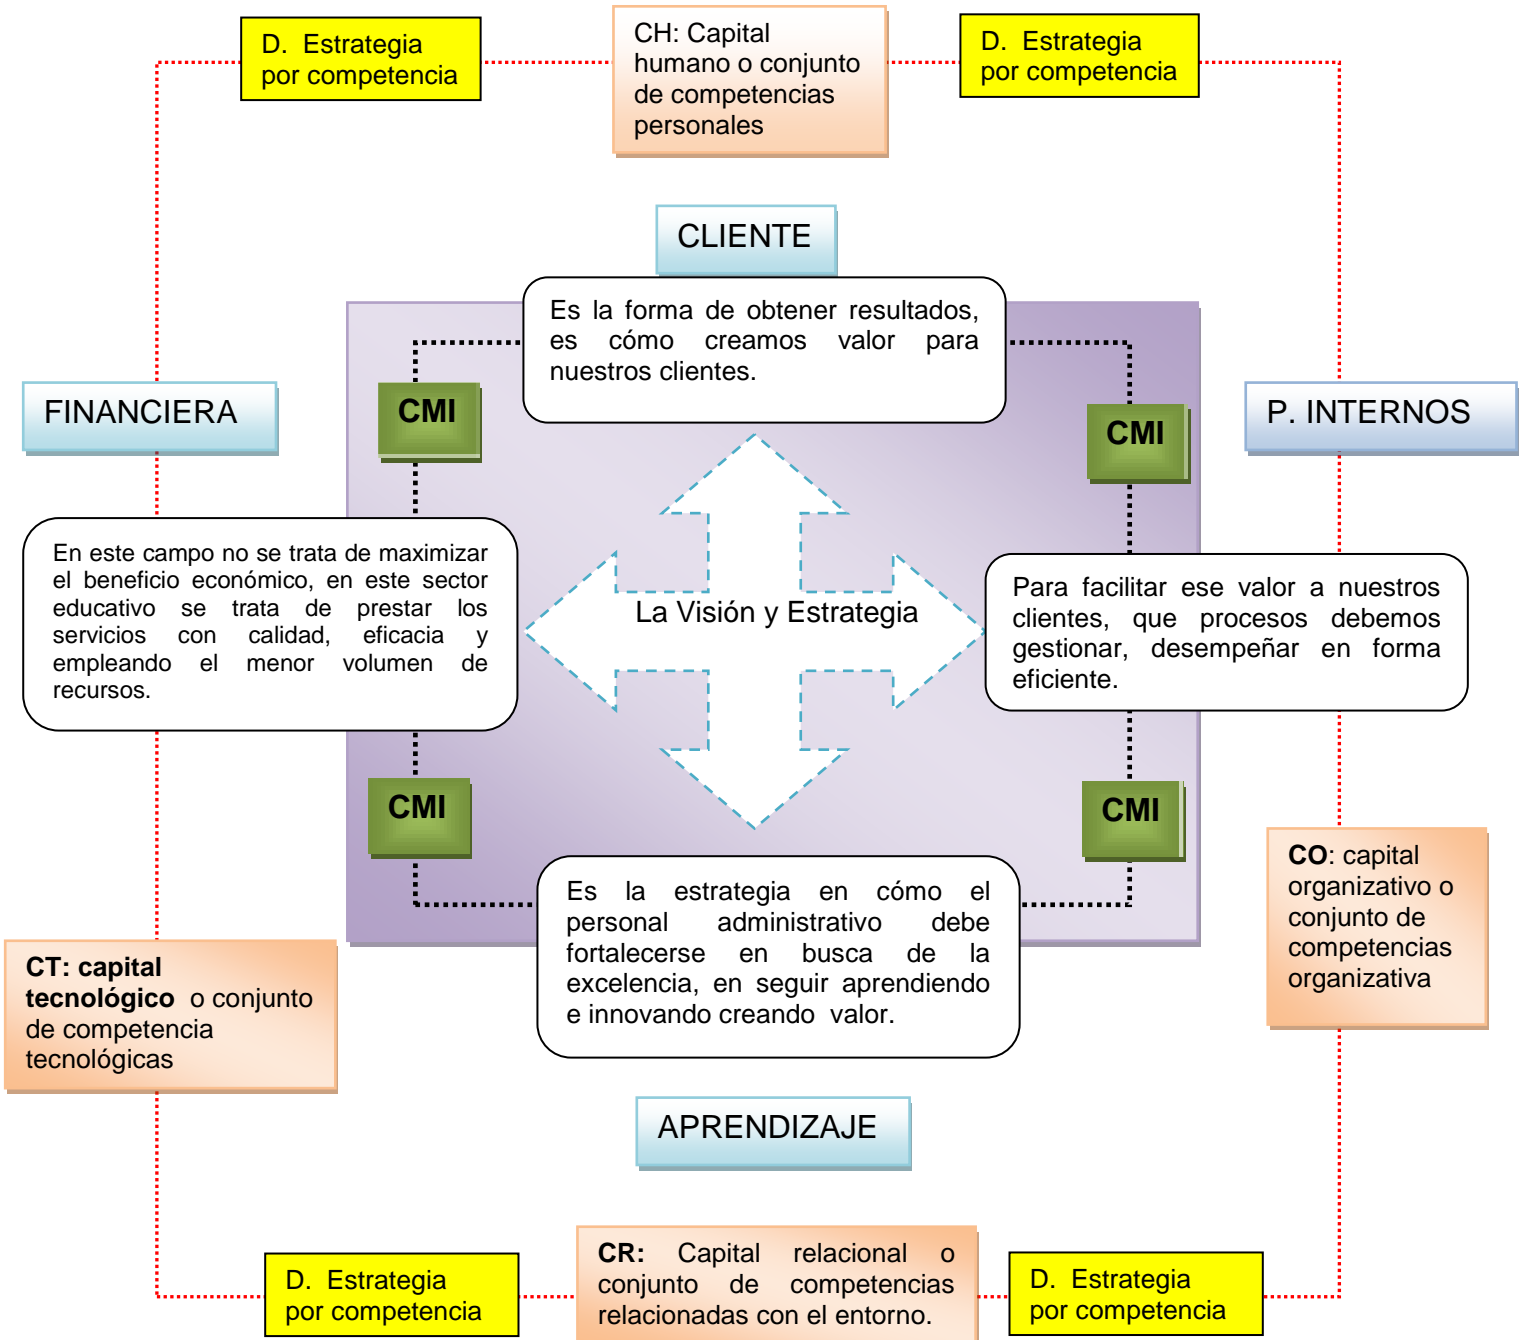 D. Estrategia
por competencia
CH: Capital
humano o conjunto
de competencias
personales
D. Estrategia
por competencia
CLIENTE
Es la forma de obtener resultados,
es cómo creamos valor para
nuestros clientes.
FINANCIERA
CMI
CMI
P. INTERNOS
En este campo no se trata de maximizar
el beneficio económico, en este sector
educativo se trata de prestar los
servicios con calidad, eficacia y
empleando el menor volumen de
recursos.
La Visión y Estrategia
Para facilitar ese valor a nuestros
clientes, que procesos debemos
gestionar, desempeñar en forma
eficiente.
CMI
CMI
Es la estrategia en cómo el
personal administrativo debe
fortalecerse en busca de la
excelencia, en seguir aprendiendo
e innovando creando valor.
CO: capital
organizativo o
conjunto de
competencias
organizativa
CT: capital
tecnológico o conjunto
de competencia
tecnológicas
APRENDIZAJE
D. Estrategia
por competencia
CR: Capital relacional o
conjunto de competencias
relacionadas con el entorno.
D. Estrategia
por competencia